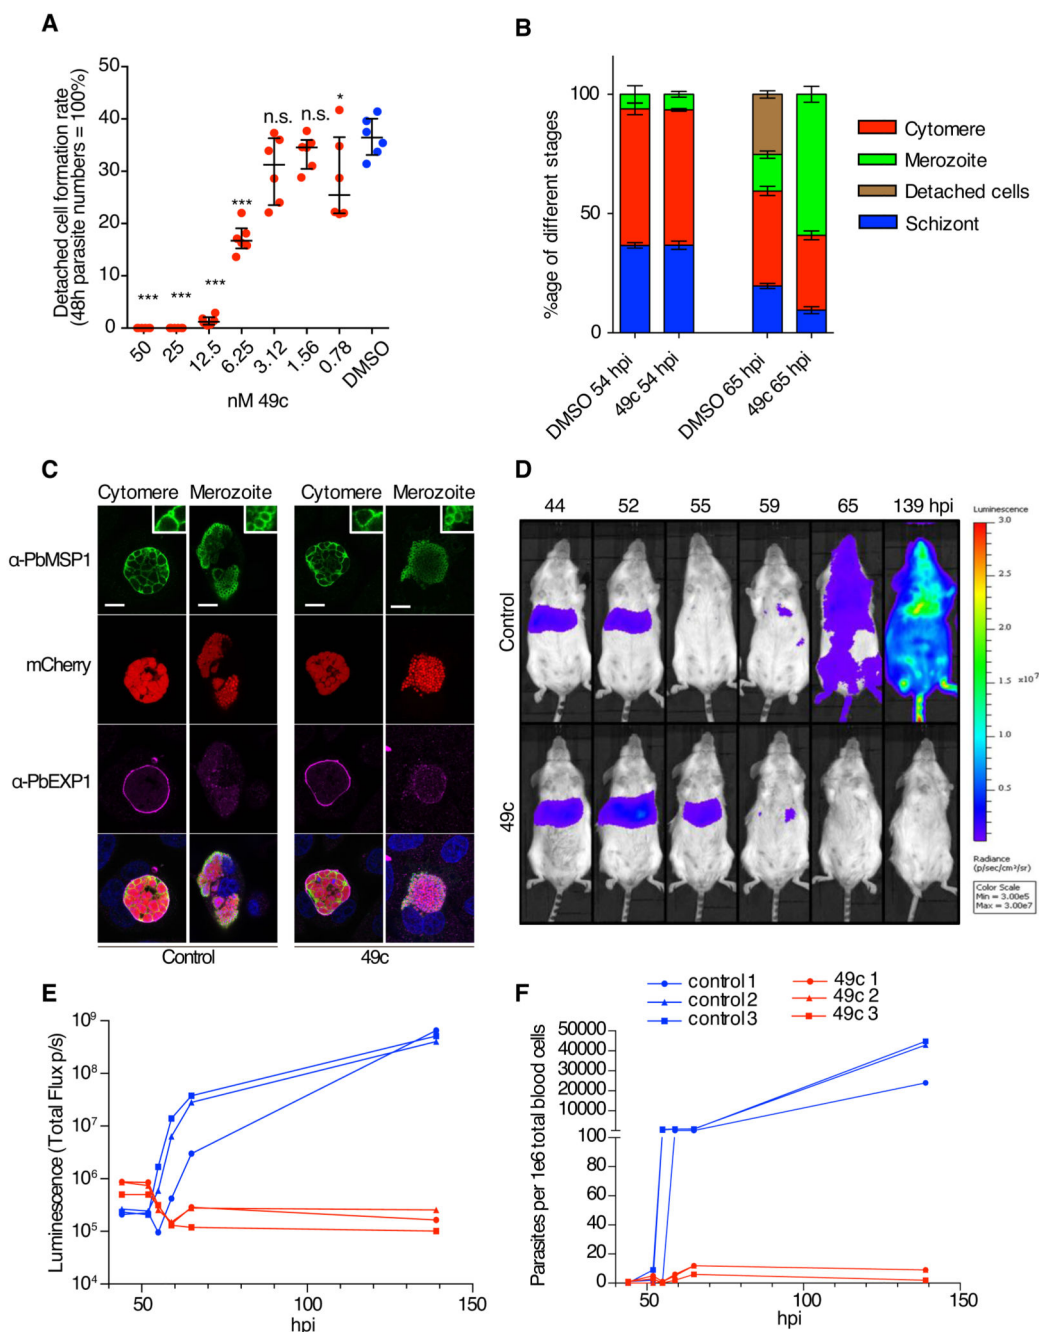 A
Detached cell formation rate
(48h parasite numbers = 100%)
50
40
30
20
10
0
***
***
***
***
n.s.
n.s.
*
50
25
12.5
6.25
3.12
1.56
0.78
DMSO
nM 49c
B
%age of different stages
100
50
0
DMSO 54 hpi
49c 54 hpi
DMSO 65 hpi
49c 65 hpi
Cytomere
Merozoite
Detached cells
Schizont
C
Cytomere Merozoite Cytomere Merozoite
α-PbMSP1
mCherry
α-PbEXP1
Control 49c
D
44 52 55 59 65 139 hpi
Control
49c
Luminescence
3.0
2.5
2.0
1.5 x10⁷
1.0
0.5
Radiance
(p/sec/cm²/sr)
Color Scale
Min = 3.00e5
Max = 3.00e7
E
Luminescence (Total Flux p/s)
10⁹
10⁸
10⁷
10⁶
10⁵
10⁴
50 100 150
hpi
F
control 1 49c 1
control 2 49c 2
control 3 49c 3
Parasites per 1e6 total blood cells
50000
40000
30000
20000
10000
100
80
60
40
20
0
50 100 150
hpi